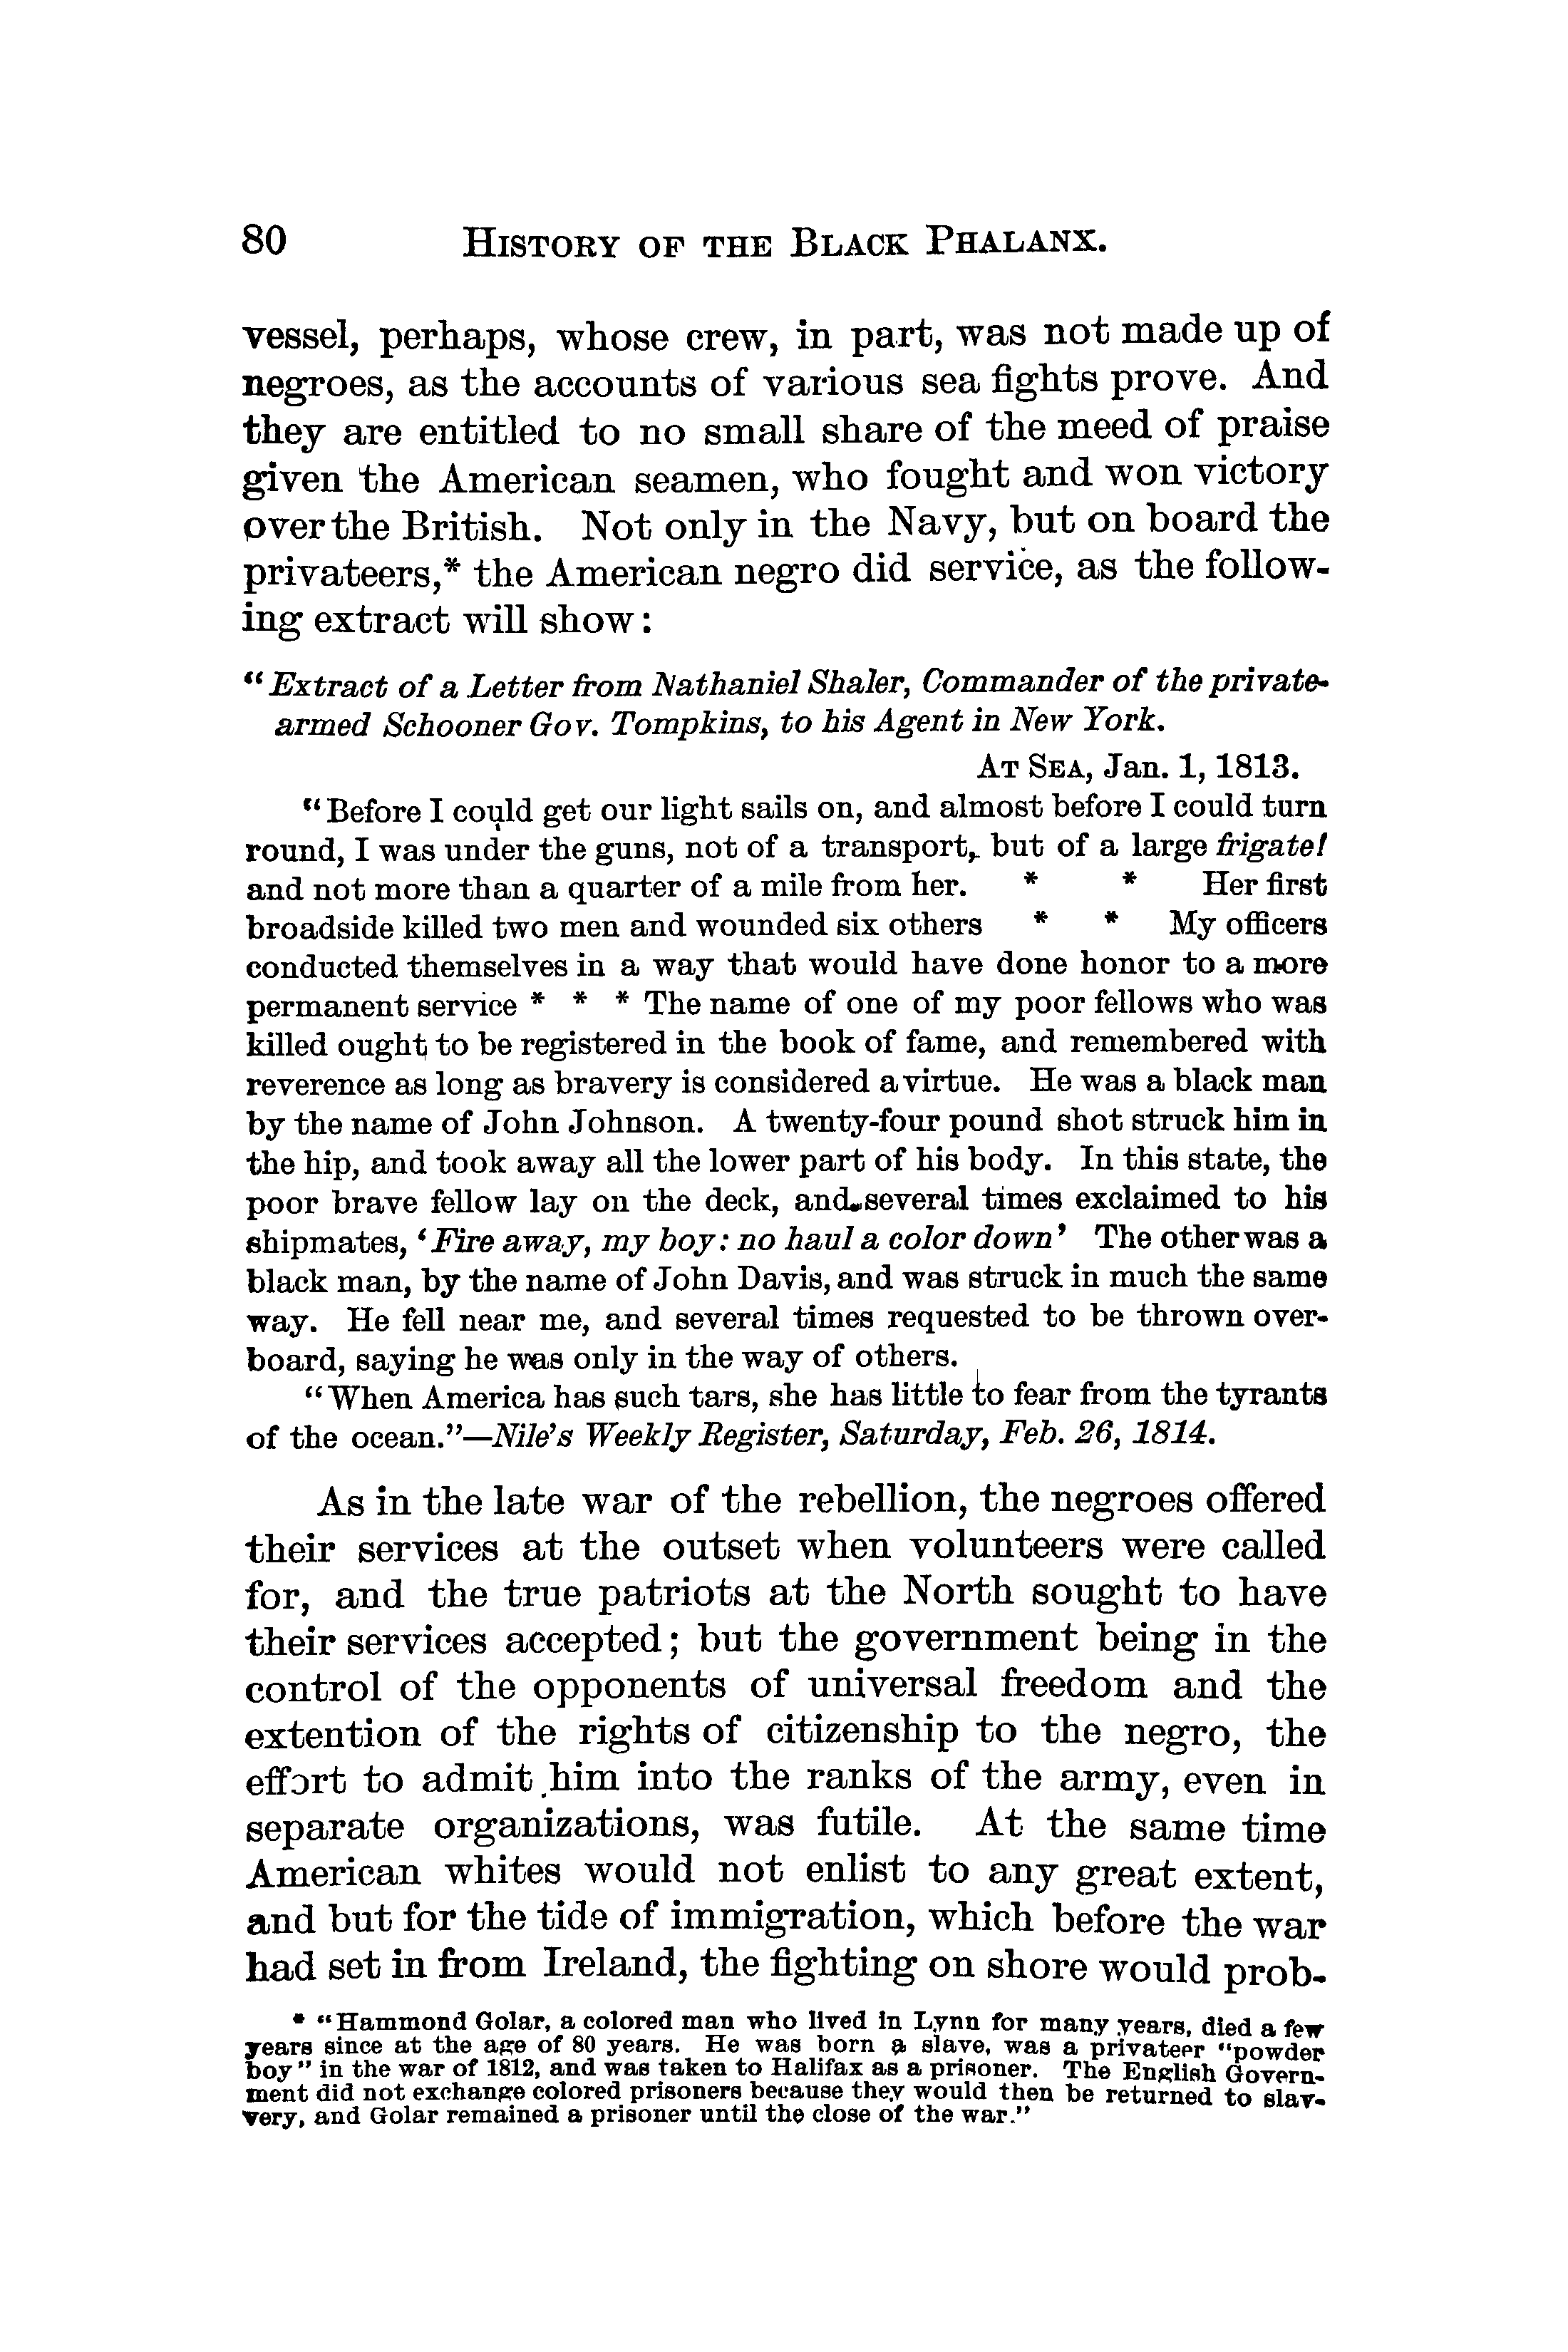 80 HISTORY OF THE BLACK PHALANX.
vessel, perhaps, whose crew, in part, was not made up of
negroes, as the accounts of various sea fights prove. And
they are entitled to no small share of the meed of praise
given the American seamen, who fought and won victory
over the British. Not only in the Navy, but on board the
privateers,* the American negro did service, as the follow-
ing extract will show:
"Extract of a Letter from Nathaniel Shaler, Commander of the private-
armed Schooner Gov. Tompkins, to his Agent in New York.
AT SEA, Jan. 1, 1813.
"Before I could get our light sails on, and almost before I could turn
round, I was under the guns, not of a transport, but of a large frigate!
and not more than a quarter of a mile from her. * * Her first
broadside killed two men and wounded six others * * My officers
conducted themselves in a way that would have done honor to a more
permanent service * * * The name of one of my poor fellows who was
killed ought to be registered in the book of fame, and remembered with
reverence as long as bravery is considered a virtue. He was a black man
by the name of John Johnson. A twenty-four pound shot struck him in
the hip, and took away all the lower part of his body. In this state, the
poor brave fellow lay on the deck, and several times exclaimed to his
shipmates, 'Fire away, my boy: no haul a color down' The other was a
black man, by the name of John Davis, and was struck in much the same
way. He fell near me, and several times requested to be thrown over-
board, saying he was only in the way of others.
"When America has such tars, she has little to fear from the tyrants
of the ocean."—Nile's Weekly Register, Saturday, Feb. 26, 1814.
As in the late war of the rebellion, the negroes offered
their services at the outset when volunteers were called
for, and the true patriots at the North sought to have
their services accepted; but the government being in the
control of the opponents of universal freedom and the
extention of the rights of citizenship to the negro, the
effort to admit him into the ranks of the army, even in
separate organizations, was futile. At the same time
American whites would not enlist to any great extent,
and but for the tide of immigration, which before the war
had set in from Ireland, the fighting on shore would prob-
* "Hammond Golar, a colored man who lived in Lynn for many years, died a few
years since at the age of 80 years. He was born a slave, was a privateer "powder
boy" in the war of 1812, and was taken to Halifax as a prisoner. The English Govern-
ment did not exchange colored prisoners because they would then be returned to slav-
very, and Golar remained a prisoner until the close of the war."